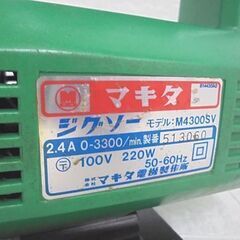 M マキタ
ジグソー モデル:M4300SV
2.4A 0-3300/min. 製番 513060
100V 220W
50-60Hz
株式会社 マキタ電機製作所